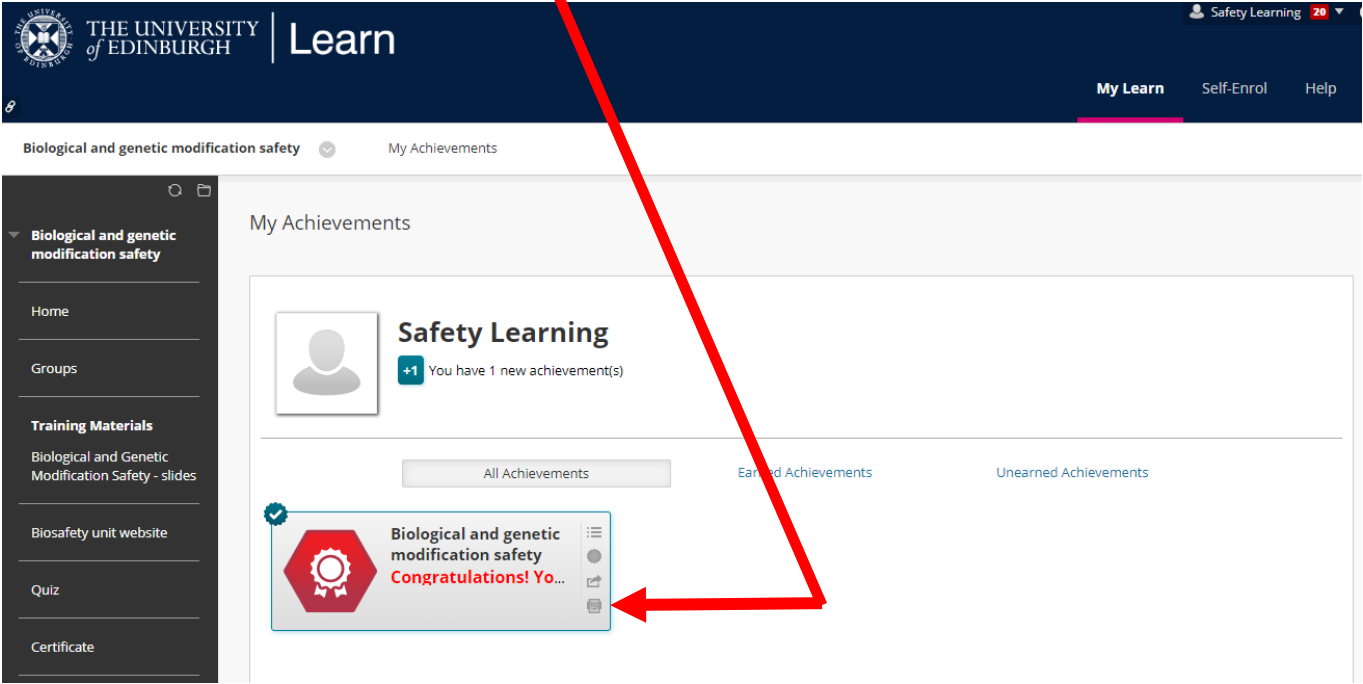 Safety Learning 20
THE UNIVERSITY
of EDINBURGH
Learn
My Learn Self-Enrol Help
Biological and genetic modification safety My Achievements
Biological and genetic
modification safety
Home
Groups
Training Materials
Biological and Genetic
Modification Safety - slides
Biosafety unit website
Quiz
Certificate
My Achievements
Safety Learning
+1 You have 1 new achievement(s)
All Achievements Earned Achievements Unearned Achievements
Biological and genetic
modification safety
Congratulations! Yo...